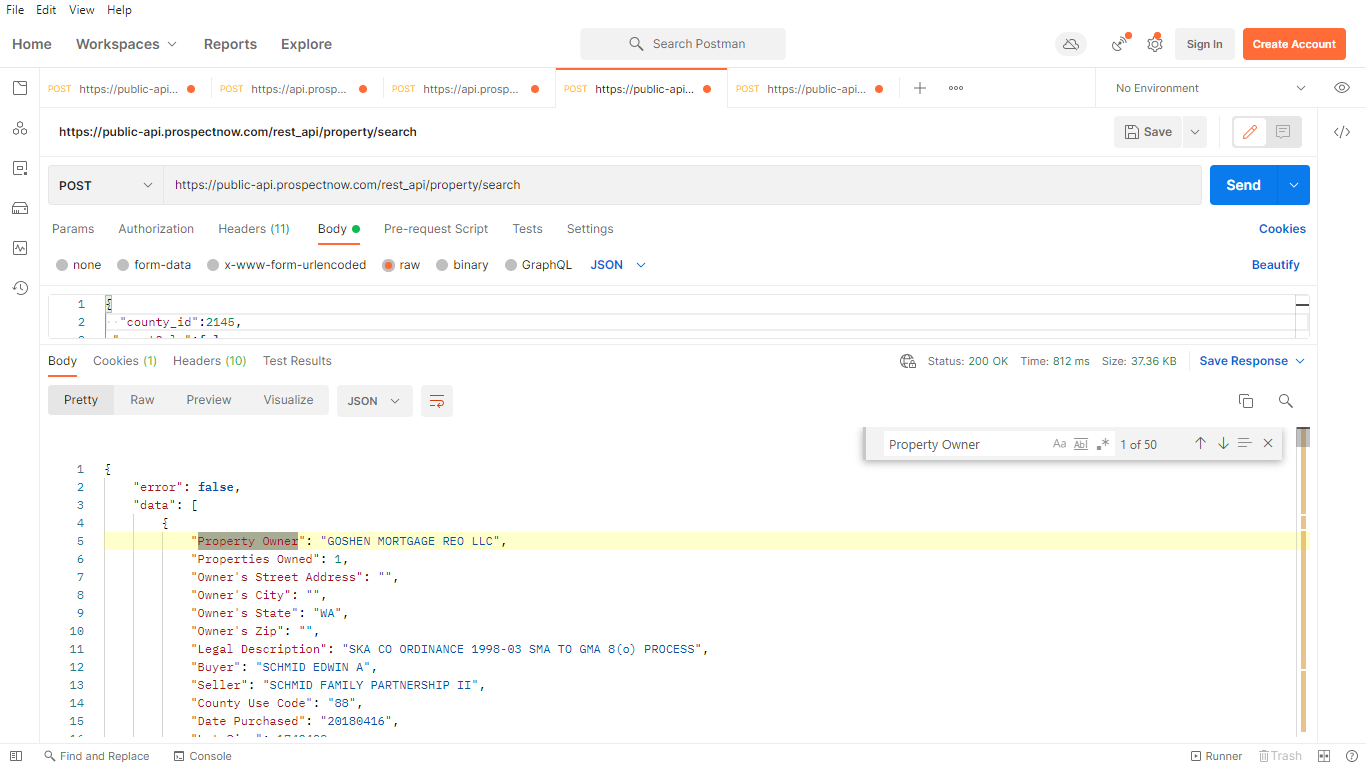 File Edit View Help
Home Workspaces Reports Explore Search Postman Sign In Create Account
POST https://public-api... POST https://api.prosp... POST https://api.prosp... POST https://public-api... POST https://public-api... No Environment
https://public-api.prospectnow.com/rest_api/property/search Save
POST https://public-api.prospectnow.com/rest_api/property/search Send
Params Authorization Headers (11) Body Pre-request Script Tests Settings Cookies
none form-data x-www-form-urlencoded raw binary GraphQL JSON Beautify
1 {
2 "county_id":2145,
Body Cookies (1) Headers (10) Test Results Status: 200 OK Time: 812 ms Size: 37.36 KB Save Response
Pretty Raw Preview Visualize JSON
Property Owner Aa Abl .* 1 of 50
1 {
2 "error": false,
3 "data": [
4 {
5 "Property Owner": "GOSHEN MORTGAGE REO LLC",
6 "Properties Owned": 1,
7 "Owner's Street Address": "",
8 "Owner's City": "",
9 "Owner's State": "WA",
10 "Owner's Zip": "",
11 "Legal Description": "SKA CO ORDINANCE 1998-03 SMA TO GMA 8(o) PROCESS",
12 "Buyer": "SCHMID EDWIN A",
13 "Seller": "SCHMID FAMILY PARTNERSHIP II",
14 "County Use Code": "88",
15 "Date Purchased": "20180416",
Find and Replace Console Runner Trash